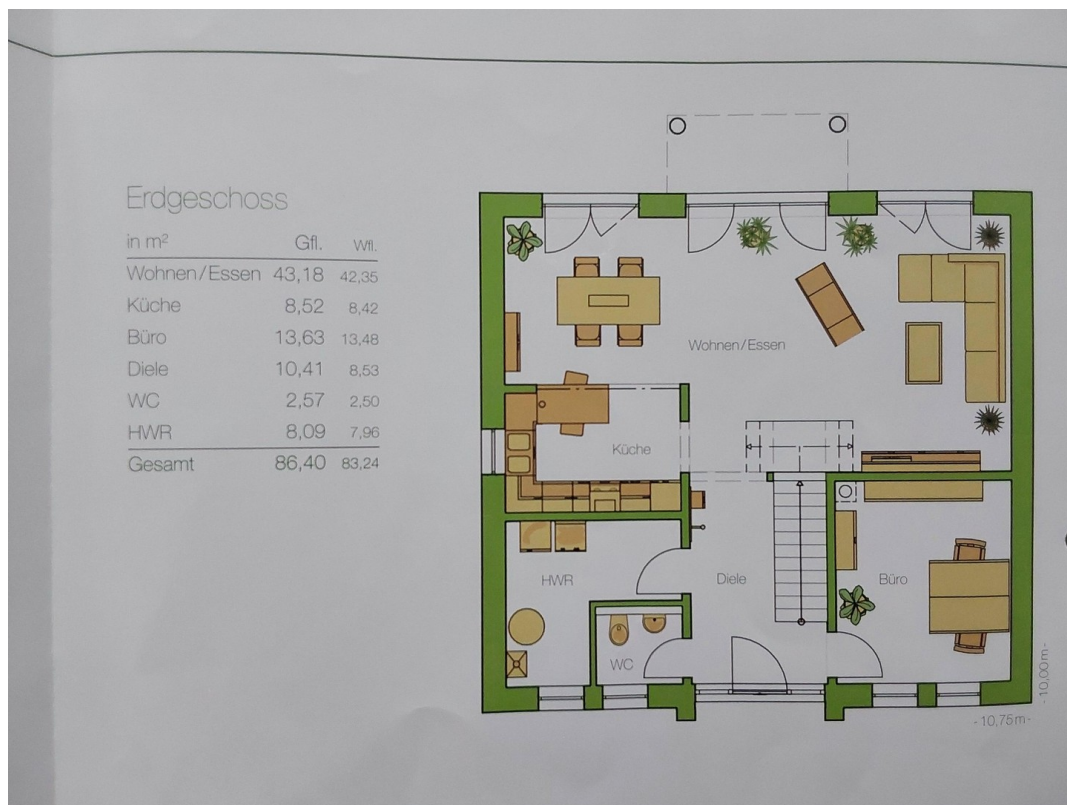 Erdgeschoss
in m² Gfl. Wfl.
Wohnen/Essen 43,18 42,35
Küche 8,52 8,42
Büro 13,63 13,48
Diele 10,41 8,53
WC 2,57 2,50
HWR 8,09 7,96
Gesamt 86,40 83,24
Wohnen/Essen
Küche
HWR
Diele
Büro
WC
-10,00m-
-10,75m-